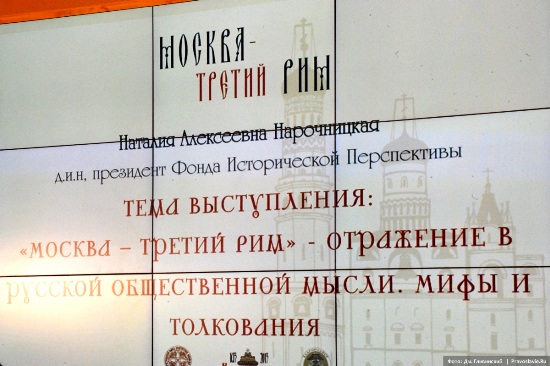 МОСКВА-
ТРЕТИЙ РИМ
Наталия Алексеевна Нарочницкая
д.и.н, президент Фонда Исторической Перспективы
ТЕМА ВЫСТУПЛЕНИЯ:
«МОСКВА – ТРЕТИЙ РИМ» - ОТРАЖЕНИЕ В
РУССКОЙ ОБЩЕСТВЕННОЙ МЫСЛИ. МИФЫ И
ТОЛКОВАНИЯ